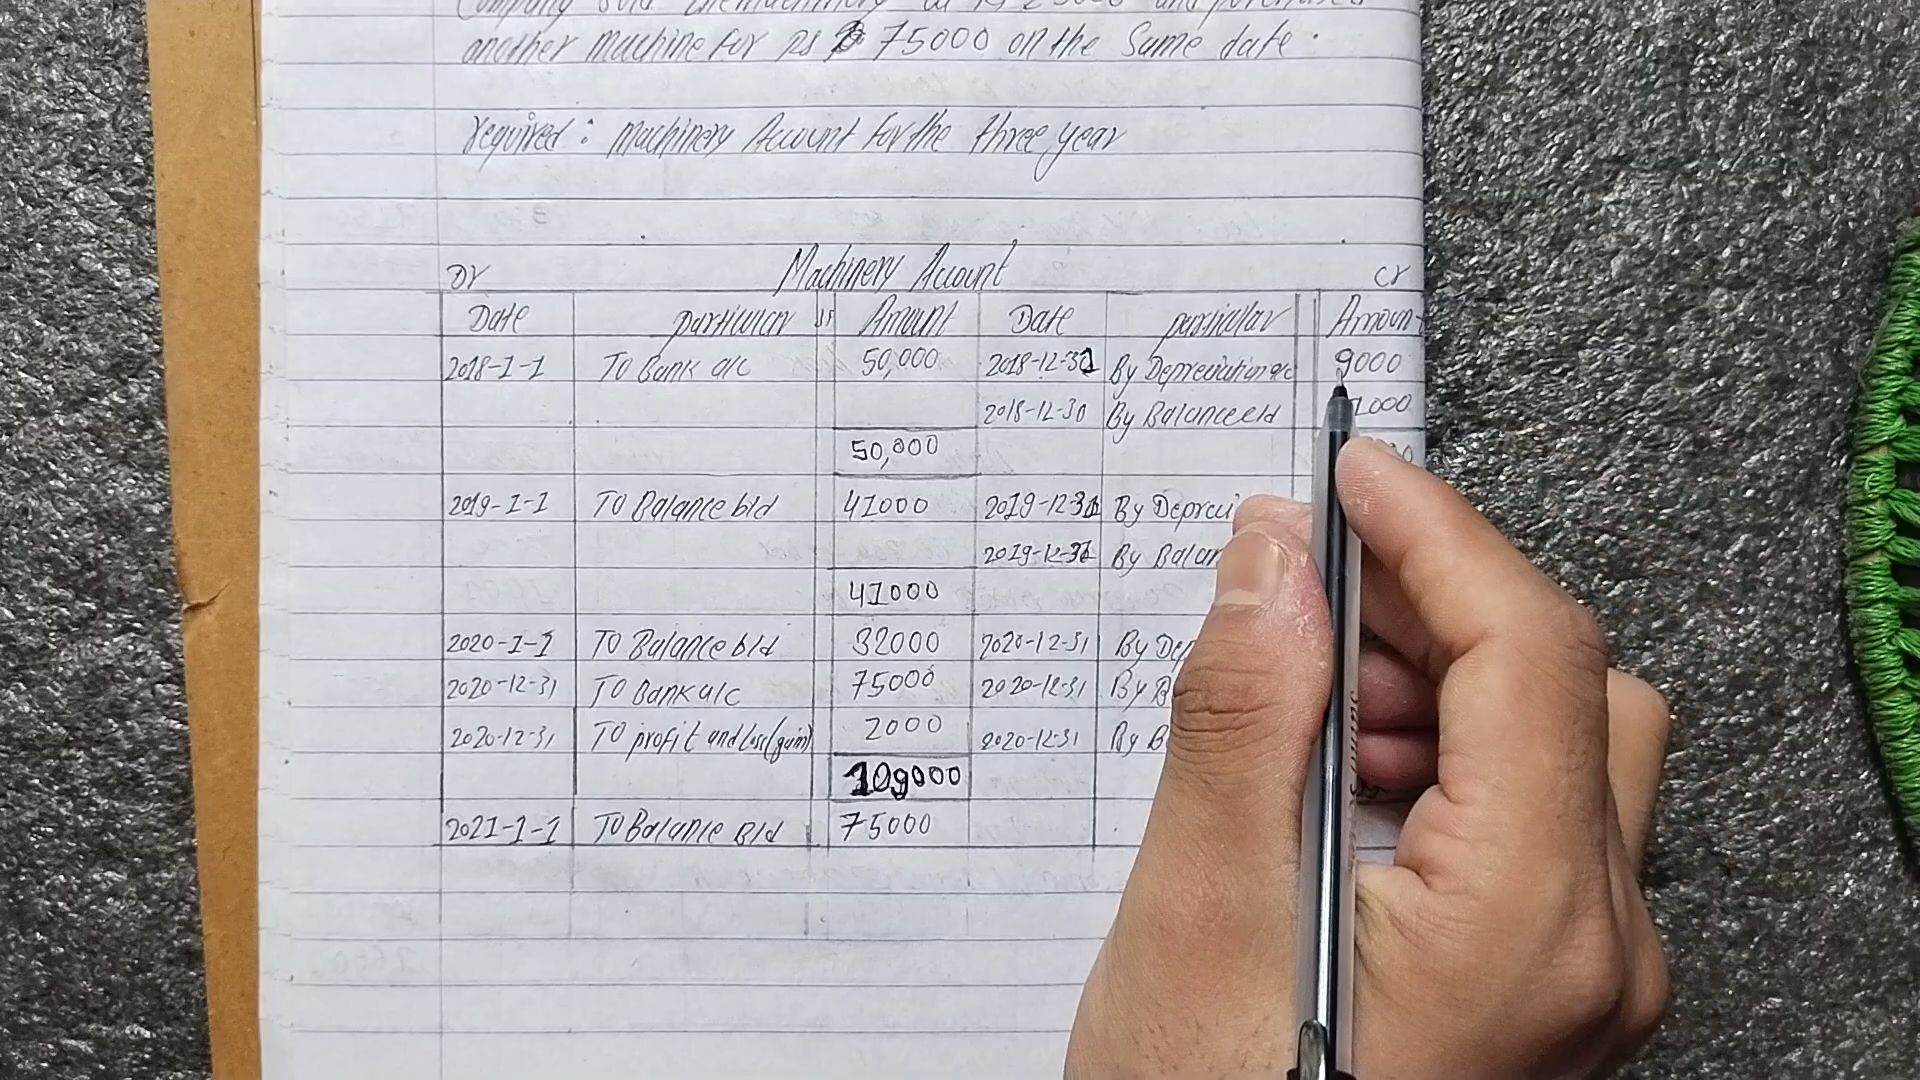 another machine for Rs 75000 on the Same date.
required: Machinery Account for the three year
Dr Machinery Account Cr
Date particular Amount Date particular Amoun
2018-1-1 To Bank a/c 50,000 2018-12-31 By Depreciation a/c 9000
2018-12-30 By Balance c/d 1000
50,000
2019-1-1 To Balance b/d 41000 2019-12-31 By Depreci
2019-12-31 By Balan
41000
2020-1-1 To Balance b/d 32000 2020-12-31 By Dep
2020-12-31 To Bank a/c 75000 2020-12-31 By B
2020-12-31 To profit and Loss(gain) 2000 2020-12-31 By B
109000
2021-1-1 To Balance B/d 75000